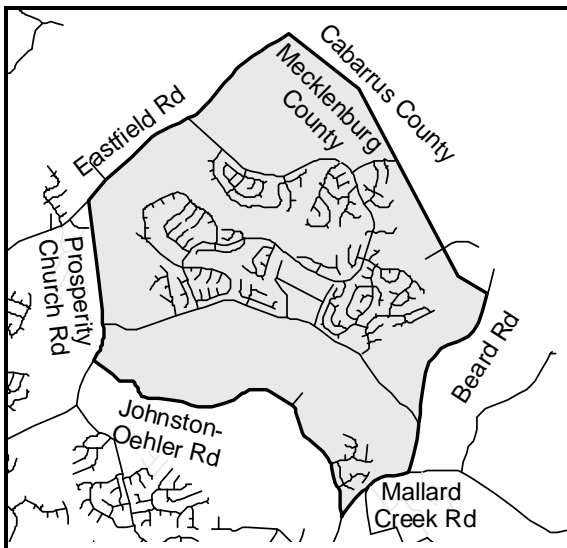 Cabarrus County
Mecklenburg
County
Eastfield Rd
Prosperity
Church Rd
Beard Rd
Johnston-
Oehler Rd
Mallard
Creek Rd